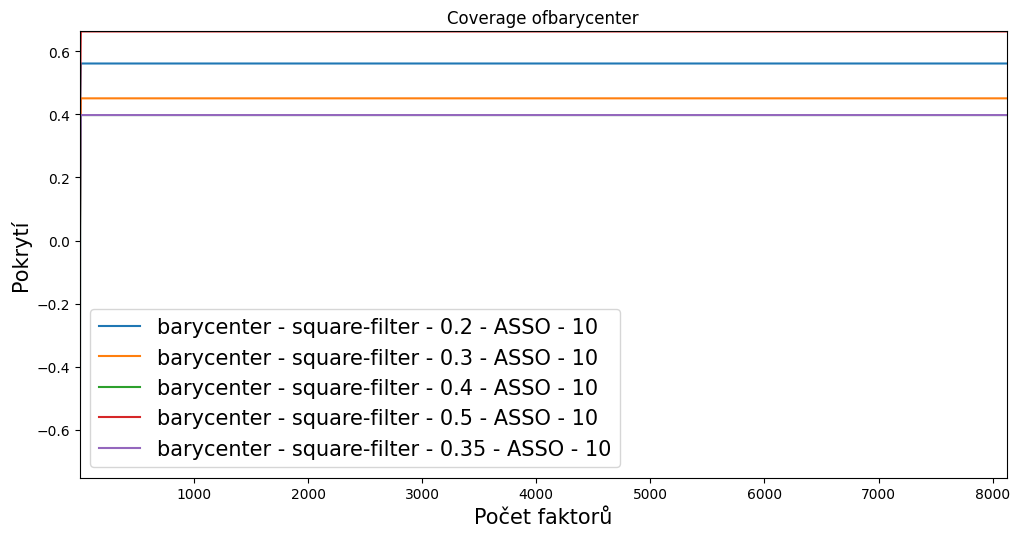 Coverage ofbarycenter
0.6
0.4
0.2
0.0
−0.2
−0.4
−0.6
Pokrytí
barycenter - square-filter - 0.2 - ASSO - 10
barycenter - square-filter - 0.3 - ASSO - 10
barycenter - square-filter - 0.4 - ASSO - 10
barycenter - square-filter - 0.5 - ASSO - 10
barycenter - square-filter - 0.35 - ASSO - 10
1000 2000 3000 4000 5000 6000 7000 8000
Počet faktorů